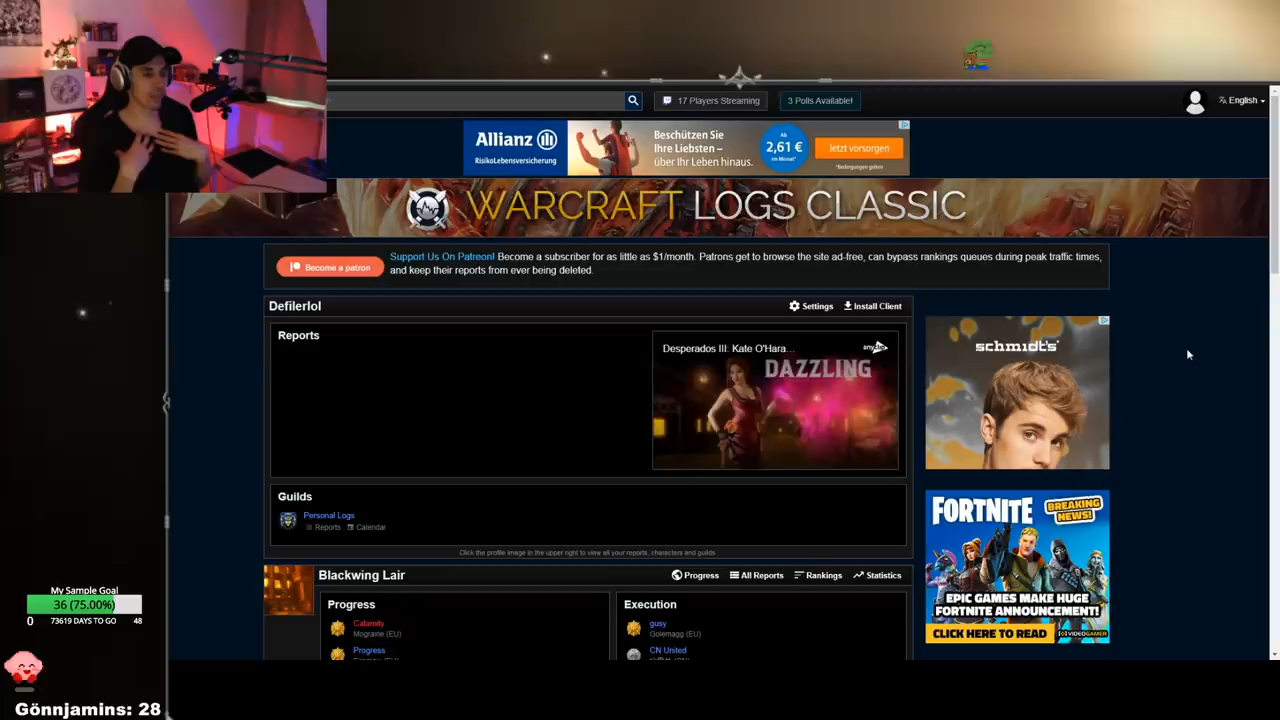 17 Players Streaming
3 Polls Available!
English
Allianz
RisikoLebensversicherung
Beschützen Sie
Ihre Liebsten –
über Ihr Leben hinaus.
Ab
2,61 €
im Monat*
Jetzt vorsorgen
*Bedingungen gelten
WARCRAFT LOGS CLASSIC
Become a patron
Support Us On Patreon! Become a subscriber for as little as $1/month. Patrons get to browse the site ad-free, can bypass rankings queues during peak traffic times,
and keep their reports from ever being deleted.
Defilerlol
Settings
Install Client
Reports
Desperados III: Kate O'Hara...
DAZZLING
schmidt's
Guilds
Personal Logs
Reports
Calendar
Click the profile image in the upper right to view all your reports, characters and guilds
FORTNITE
BREAKING
NEWS!
EPIC GAMES MAKE HUGE
FORTNITE ANNOUNCEMENT!
CLICK HERE TO READ
VIDEOGAMER
Blackwing Lair
Progress
All Reports
Rankings
Statistics
Progress
Calamity
Mograine (EU)
Progress
Execution
gusy
Golemagg (EU)
CN United
My Sample Goal
36 (75.00%)
0
73619 DAYS TO GO
48
Gönnjamins: 28